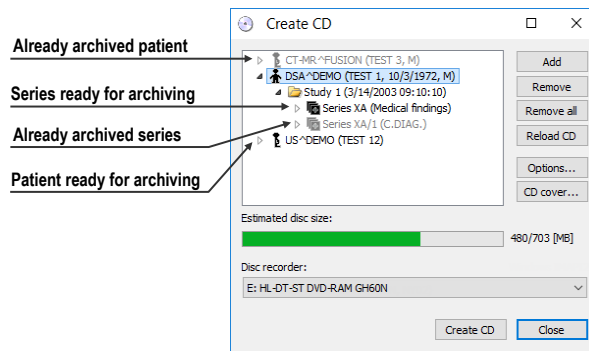 Create CD
Already archived patient
CT-MR^FUSION (TEST 3, M)
DSA^DEMO (TEST 1, 10/3/1972, M)
Study 1 (3/14/2003 09:10:10)
Series ready for archiving
Series XA (Medical findings)
Already archived series
Series XA/1 (C.DIAG.)
US^DEMO (TEST 12)
Patient ready for archiving
Add
Remove
Remove all
Reload CD
Options...
CD cover...
Estimated disc size:
480/703 [MB]
Disc recorder:
E: HL-DT-ST DVD-RAM GH60N
Create CD
Close